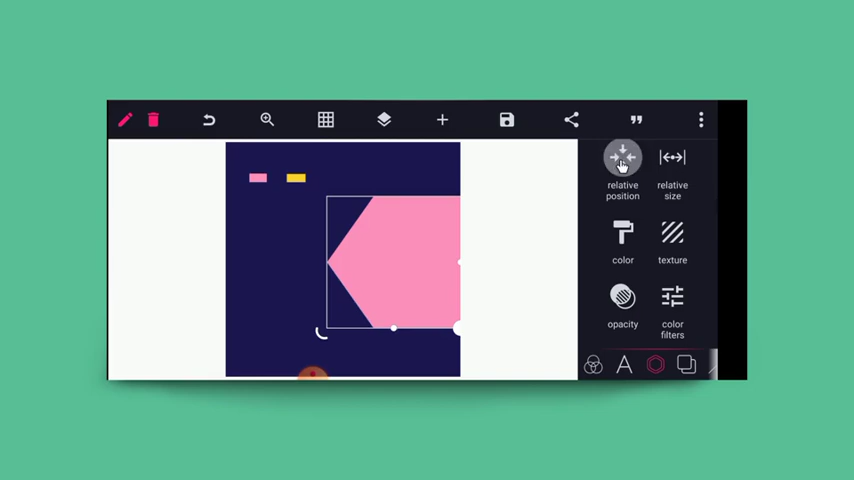 relative relative
position size
color texture
opacity color
filters
A